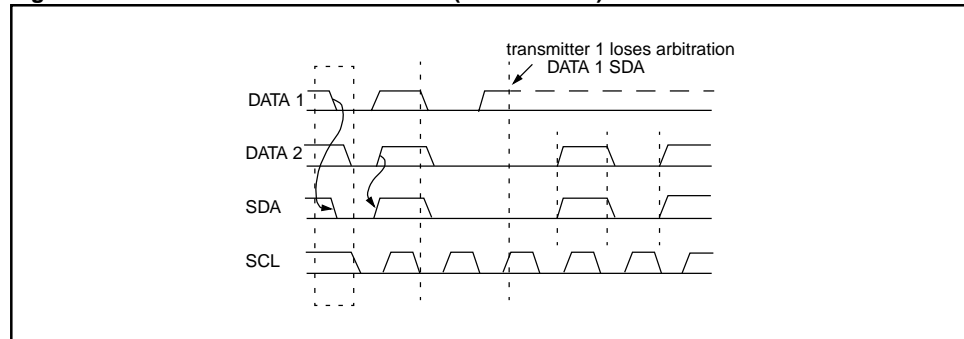 transmitter 1 loses arbitration
DATA 1 SDA
DATA 1
DATA 2
SDA
SCL